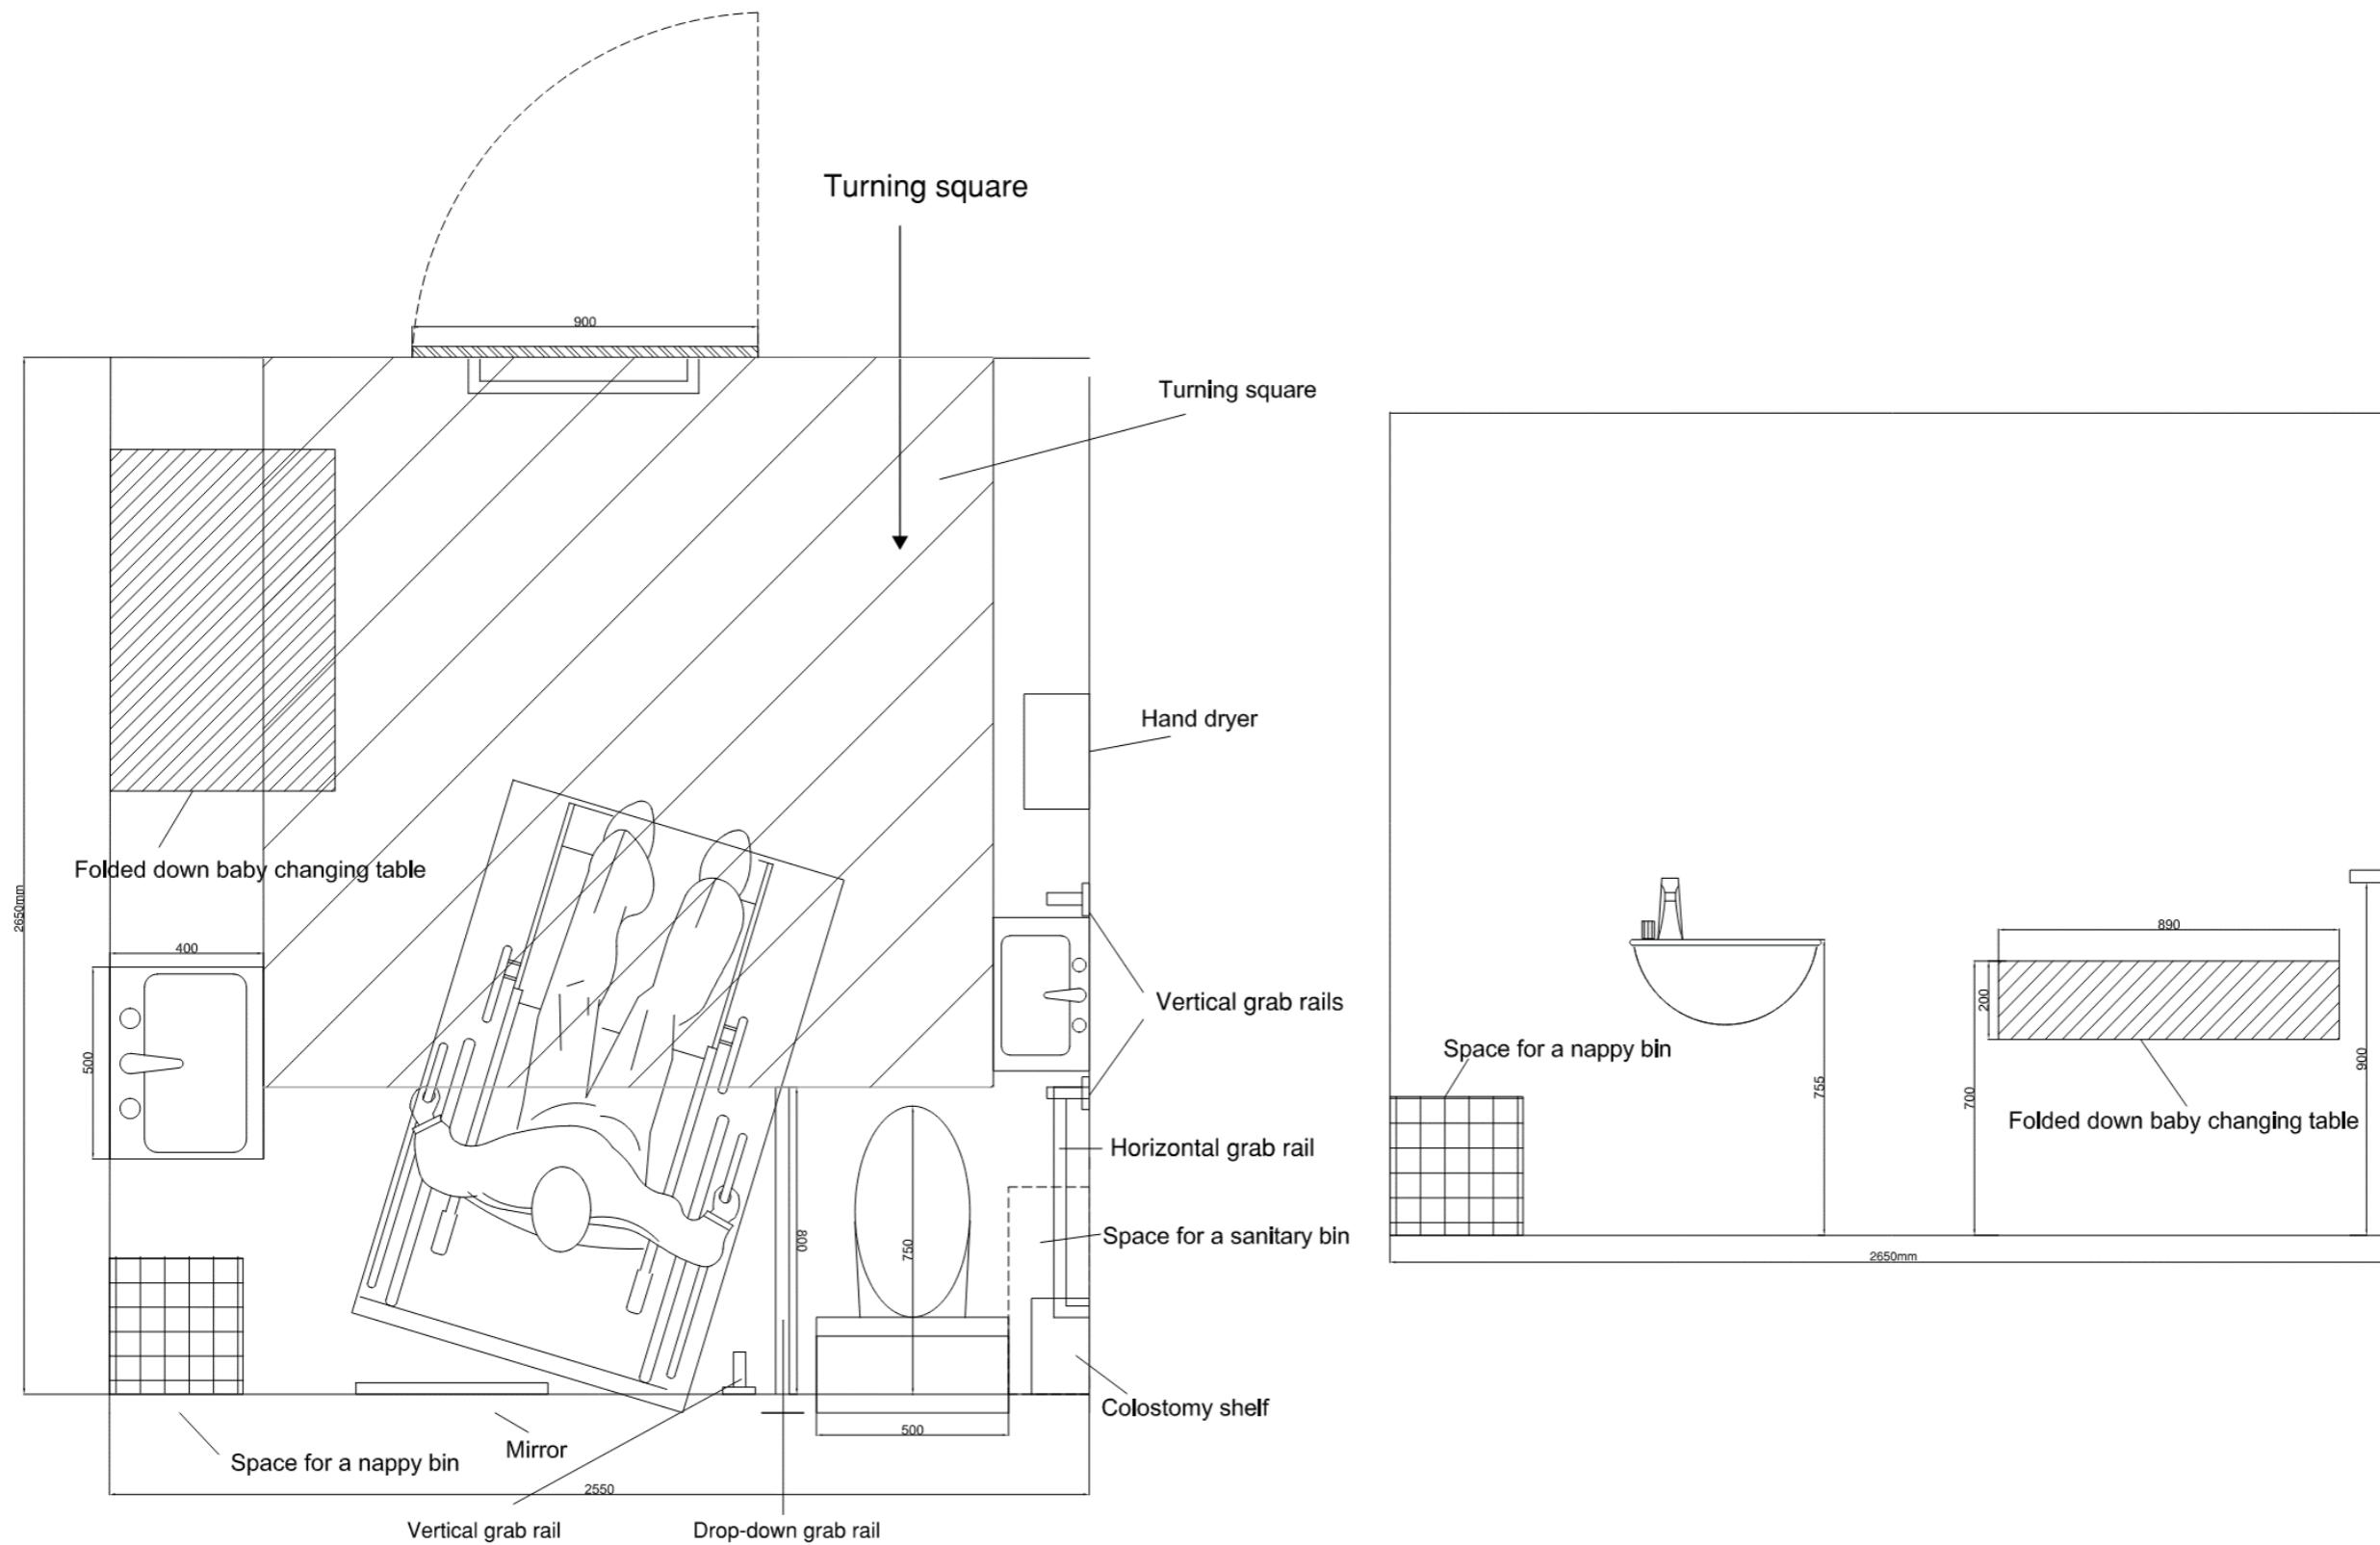 Turning square
900
Turning square
Hand dryer
Folded down baby changing table
2650mm
400
500
Vertical grab rails
Horizontal grab rail
800
750
Space for a sanitary bin
Colostomy shelf
500
Mirror
Space for a nappy bin
2550
Vertical grab rail
Drop-down grab rail
890
200
Space for a nappy bin
755
700
900
Folded down baby changing table
2650mm